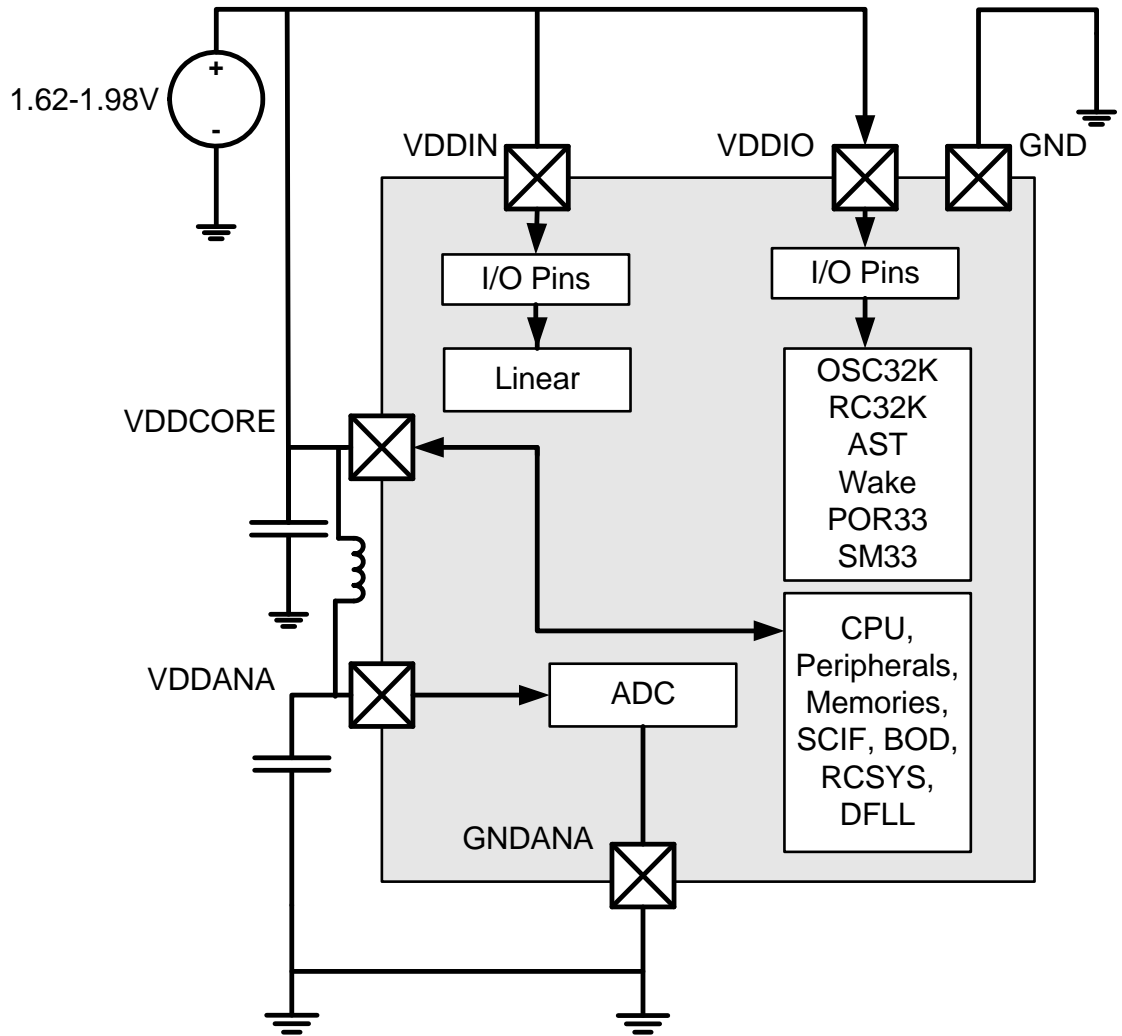 +
1.62-1.98V
-
VDDIN
VDDIO
GND
I/O Pins
I/O Pins
Linear
OSC32K
RC32K
AST
Wake
POR33
SM33
VDDCORE
CPU,
Peripherals,
Memories,
SCIF, BOD,
RCSYS,
DFLL
VDDANA
ADC
GNDANA